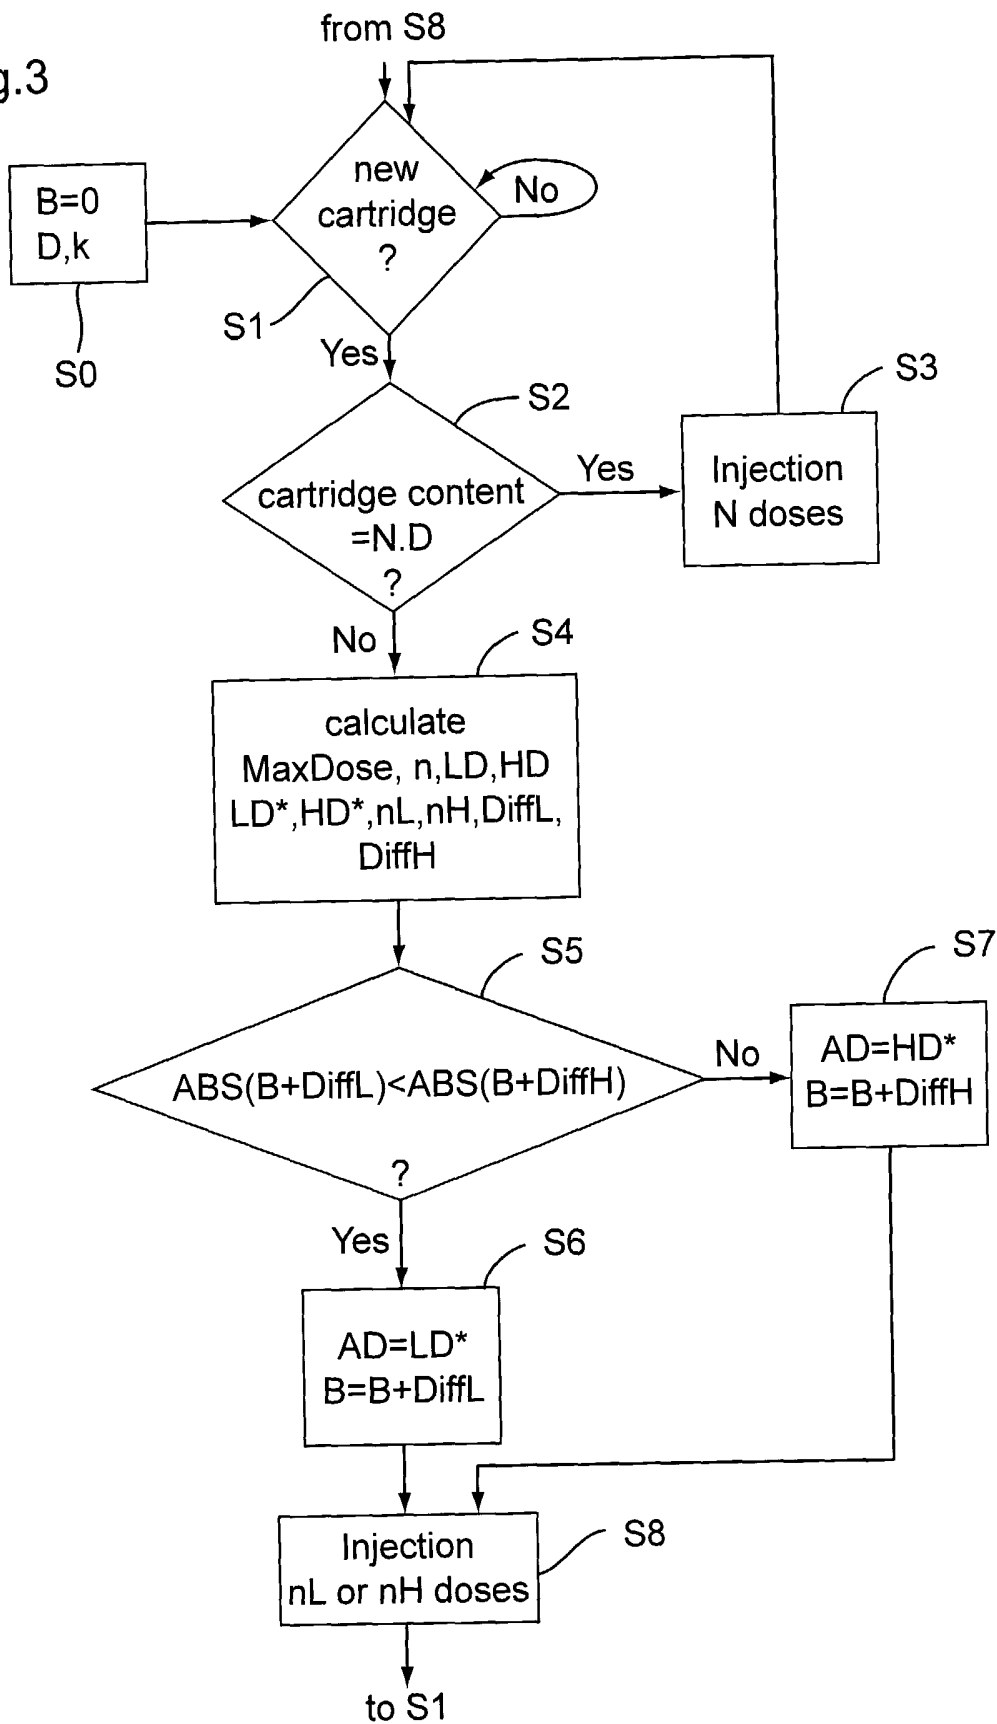 from S8
g.3
new
cartridge
?
No
B=0
D,k
S1
S0
Yes
S2
S3
cartridge content
=N.D
?
Yes
Injection
N doses
No
S4
calculate
MaxDose, n,LD,HD
LD*,HD*,nL,nH,DiffL,
DiffH
S5
S7
ABS(B+DiffL)<ABS(B+DiffH)
?
No
AD=HD*
B=B+DiffH
Yes
S6
AD=LD*
B=B+DiffL
Injection
nL or nH doses
S8
to S1